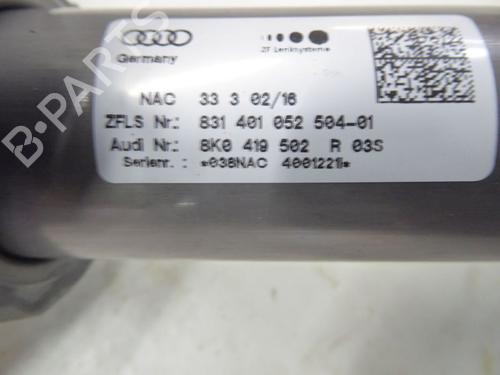 Germany
ZF Lenksysteme
NAC 33 3 02/16
ZFLS Nr.: 831 401 052 504-01
Audi Nr.: 8K0 419 502 R 03S
Serienr.: *038NAC 4001221*
B-PARTS